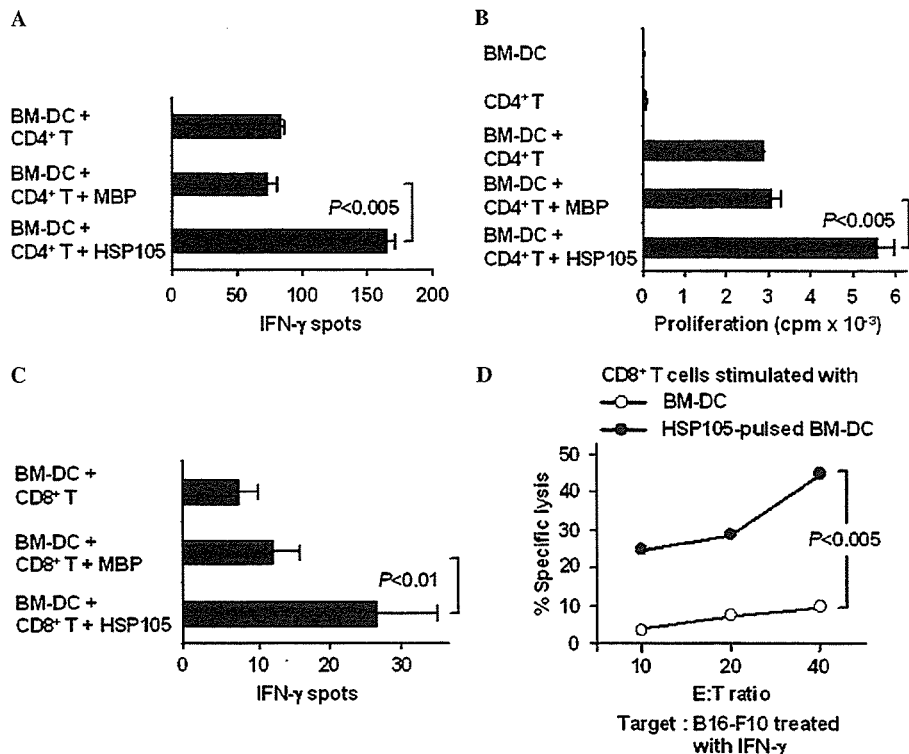 A
BM-DC +
CD4⁺ T
BM-DC +
CD4⁺ T + MBP
BM-DC +
CD4⁺ T + HSP105
P<0.005
0 50 100 150 200
IFN-γ spots
B
BM-DC
CD4⁺ T
BM-DC +
CD4⁺ T
BM-DC +
CD4⁺ T + MBP
BM-DC +
CD4⁺ T + HSP105
P<0.005
0 1 2 3 4 5 6
Proliferation (cpm x 10⁻³)
C
BM-DC +
CD8⁺ T
BM-DC +
CD8⁺ T + MBP
BM-DC +
CD8⁺ T + HSP105
P<0.01
0 10 20 30
IFN-γ spots
D
CD8⁺ T cells stimulated with
BM-DC
HSP105-pulsed BM-DC
% Specific lysis
50
40
30
20
10
0
P<0.005
10 20 40
E:T ratio
Target : B16-F10 treated
with IFN-γ